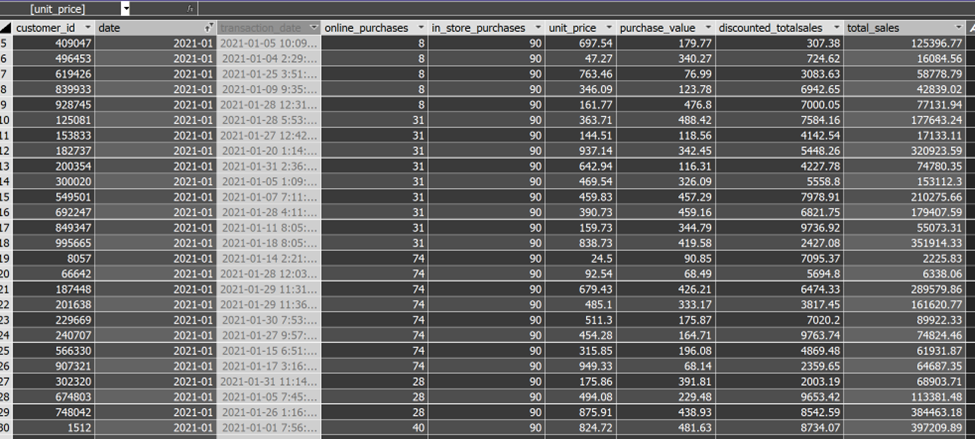 [unit_price] fx
customer_id date transaction_date online_purchases in_store_purchases unit_price purchase_value discounted_totalsales total_sales
5 409047 2021-01 2021-01-05 10:09... 8 90 697.54 179.77 307.38 125396.77
6 496453 2021-01 2021-01-04 2:29:... 8 90 47.27 340.27 724.62 16084.56
7 619426 2021-01 2021-01-25 3:51:... 8 90 763.46 76.99 3083.63 58778.79
8 839933 2021-01 2021-01-09 9:35:... 8 90 346.09 123.78 6942.65 42839.02
9 928745 2021-01 2021-01-28 12:31... 8 90 161.77 476.8 7000.05 77131.94
10 125081 2021-01 2021-01-28 5:53:... 31 90 363.71 488.42 7584.16 177643.24
11 153833 2021-01 2021-01-27 12:42... 31 90 144.51 118.56 4142.54 17133.11
12 182737 2021-01 2021-01-20 1:14:... 31 90 937.14 342.45 5448.26 320923.59
13 200354 2021-01 2021-01-31 2:36:... 31 90 642.94 116.31 4227.78 74780.35
14 300020 2021-01 2021-01-05 1:09:... 31 90 469.54 326.09 5558.8 153112.3
15 549501 2021-01 2021-01-07 7:11:... 31 90 459.83 457.29 7978.91 210275.66
16 692247 2021-01 2021-01-28 4:11:... 31 90 390.73 459.16 6821.75 179407.59
17 849347 2021-01 2021-01-11 8:05:... 31 90 159.73 344.79 9736.92 55073.31
18 995665 2021-01 2021-01-18 8:05:... 31 90 838.73 419.58 2427.08 351914.33
19 8057 2021-01 2021-01-14 2:21:... 74 90 24.5 90.85 7095.37 2225.83
20 66642 2021-01 2021-01-28 12:03... 74 90 92.54 68.49 5694.8 6338.06
21 187448 2021-01 2021-01-29 11:31... 74 90 679.43 426.21 6474.33 289579.86
22 201638 2021-01 2021-01-29 11:36... 74 90 485.1 333.17 3817.45 161620.77
23 229669 2021-01 2021-01-30 7:53:... 74 90 511.3 175.87 7020.2 89922.33
24 240707 2021-01 2021-01-27 9:57:... 74 90 454.28 164.71 9763.74 74824.46
25 566330 2021-01 2021-01-15 6:51:... 74 90 315.85 196.08 4869.48 61931.87
26 907321 2021-01 2021-01-17 3:16:... 74 90 949.33 68.14 2359.65 64687.35
27 302320 2021-01 2021-01-31 11:14... 28 90 175.86 391.81 2003.19 68903.71
28 674803 2021-01 2021-01-05 7:45:... 28 90 494.08 229.48 9653.42 113381.48
29 748042 2021-01 2021-01-26 1:16:... 28 90 875.91 438.93 8542.59 384463.18
30 1512 2021-01 2021-01-01 7:56:... 40 90 824.72 481.63 8734.07 397209.89